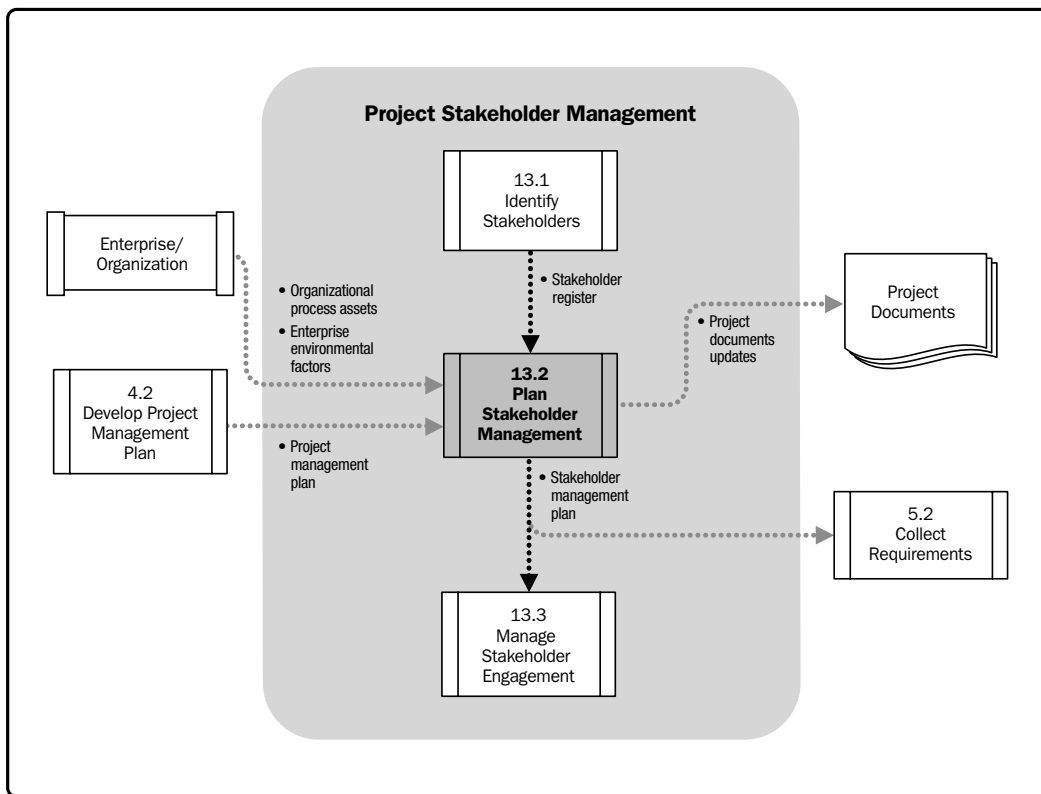 Project Stakeholder Management
13.1
Identify
Stakeholders
Enterprise/
Organization
• Stakeholder
register
• Organizational
process assets
• Enterprise
environmental
factors
Project
Documents
• Project
documents
updates
13.2
Plan
Stakeholder
Management
4.2
Develop Project
Management
Plan
• Project
management
plan
• Stakeholder
management
plan
5.2
Collect
Requirements
13.3
Manage
Stakeholder
Engagement